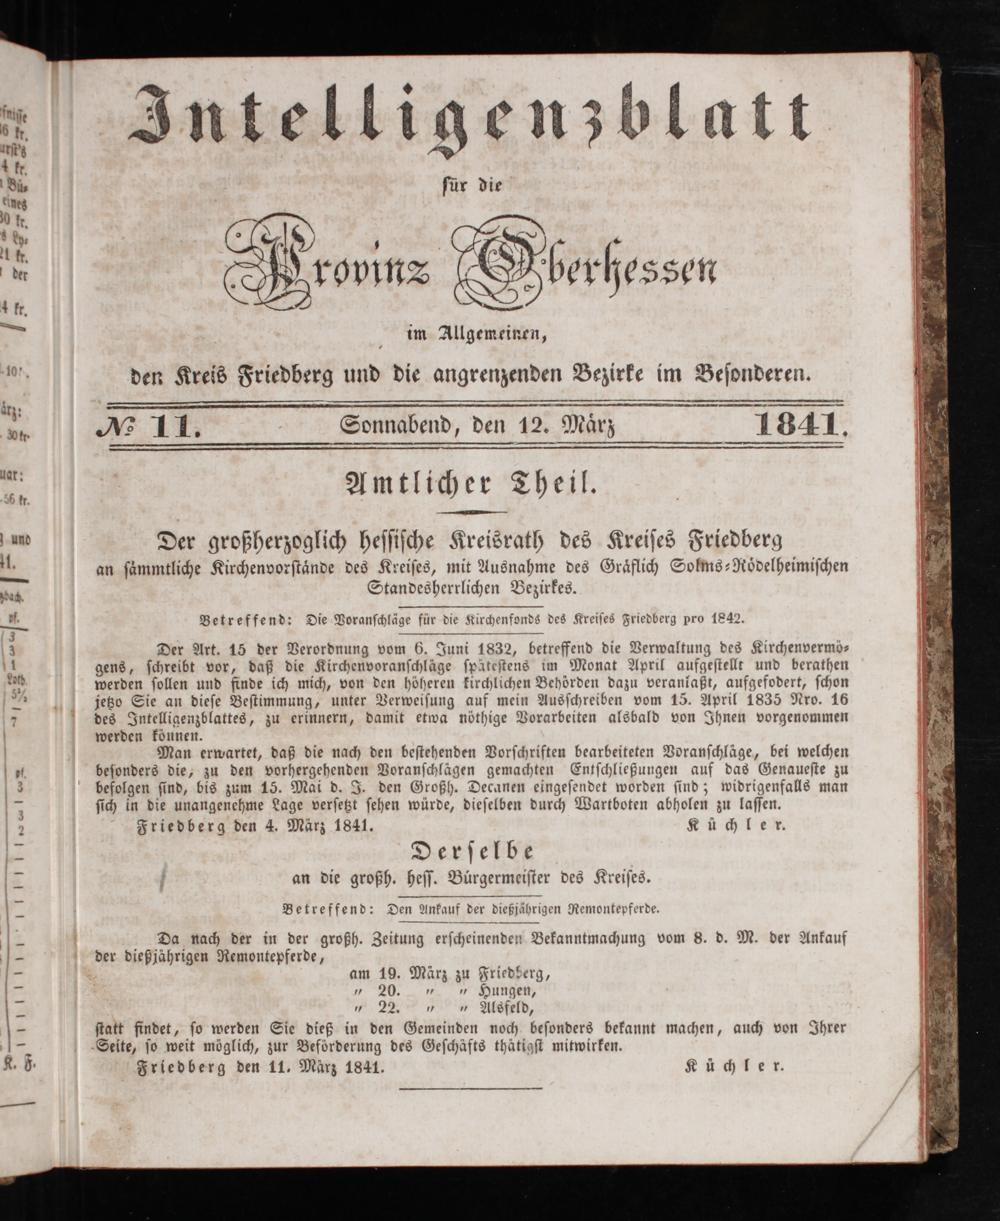 Intelligenzblatt
für die
Provinz Oberhessen
im Allgemeinen,
den Kreis Friedberg und die angrenzenden Bezirke im Besonderen.
№ 11. Sonnabend, den 12. März 1841.
Amtlicher Theil.
Der großherzoglich hessische Kreisrath des Kreises Friedberg
an sämmtliche Kirchenvorstände des Kreises, mit Ausnahme des Gräflich Solms-Rödelheimischen
Standesherrlichen Bezirkes.
Betreffend: Die Voranschläge für die Kirchenfonds des Kreises Friedberg pro 1842.
Der Art. 15 der Verordnung vom 6. Juni 1832, betreffend die Verwaltung des Kirchenvermö-
gens, schreibt vor, daß die Kirchenvoranschläge spätestens im Monat April aufgestellt und berathen
werden sollen und finde ich mich, von den höheren kirchlichen Behörden dazu veranlaßt, aufgefodert, schon
jetzo Sie an diese Bestimmung, unter Verweisung auf mein Ausschreiben vom 15. April 1835 Nro. 16
des Intelligenzblattes, zu erinnern, damit etwa nöthige Vorarbeiten alsbald von Ihnen vorgenommen
werden können.
Man erwartet, daß die nach den bestehenden Vorschriften bearbeiteten Voranschläge, bei welchen
besonders die, zu den vorhergehenden Voranschlägen gemachten Entschließungen auf das Genaueste zu
befolgen sind, bis zum 15. Mai d. J. den Großh. Decanen eingesendet worden sind; widrigenfalls man
sich in die unangenehme Lage versetzt sehen würde, dieselben durch Wartboten abholen zu lassen.
Friedberg den 4. März 1841. Küchler.
Derselbe
an die großh. hess. Bürgermeister des Kreises.
Betreffend: Den Ankauf der dießjährigen Remontepferde.
Da nach der in der großh. Zeitung erscheinenden Bekanntmachung vom 8. d. M. der Ankauf
der dießjährigen Remontepferde,
am 19. März zu Friedberg,
" 20. " " Hungen,
" 22. " " Alsfeld,
statt findet, so werden Sie dieß in den Gemeinden noch besonders bekannt machen, auch von Ihrer
Seite, so weit möglich, zur Beförderung des Geschäfts thätigst mitwirken.
Friedberg den 11. März 1841. Küchler.